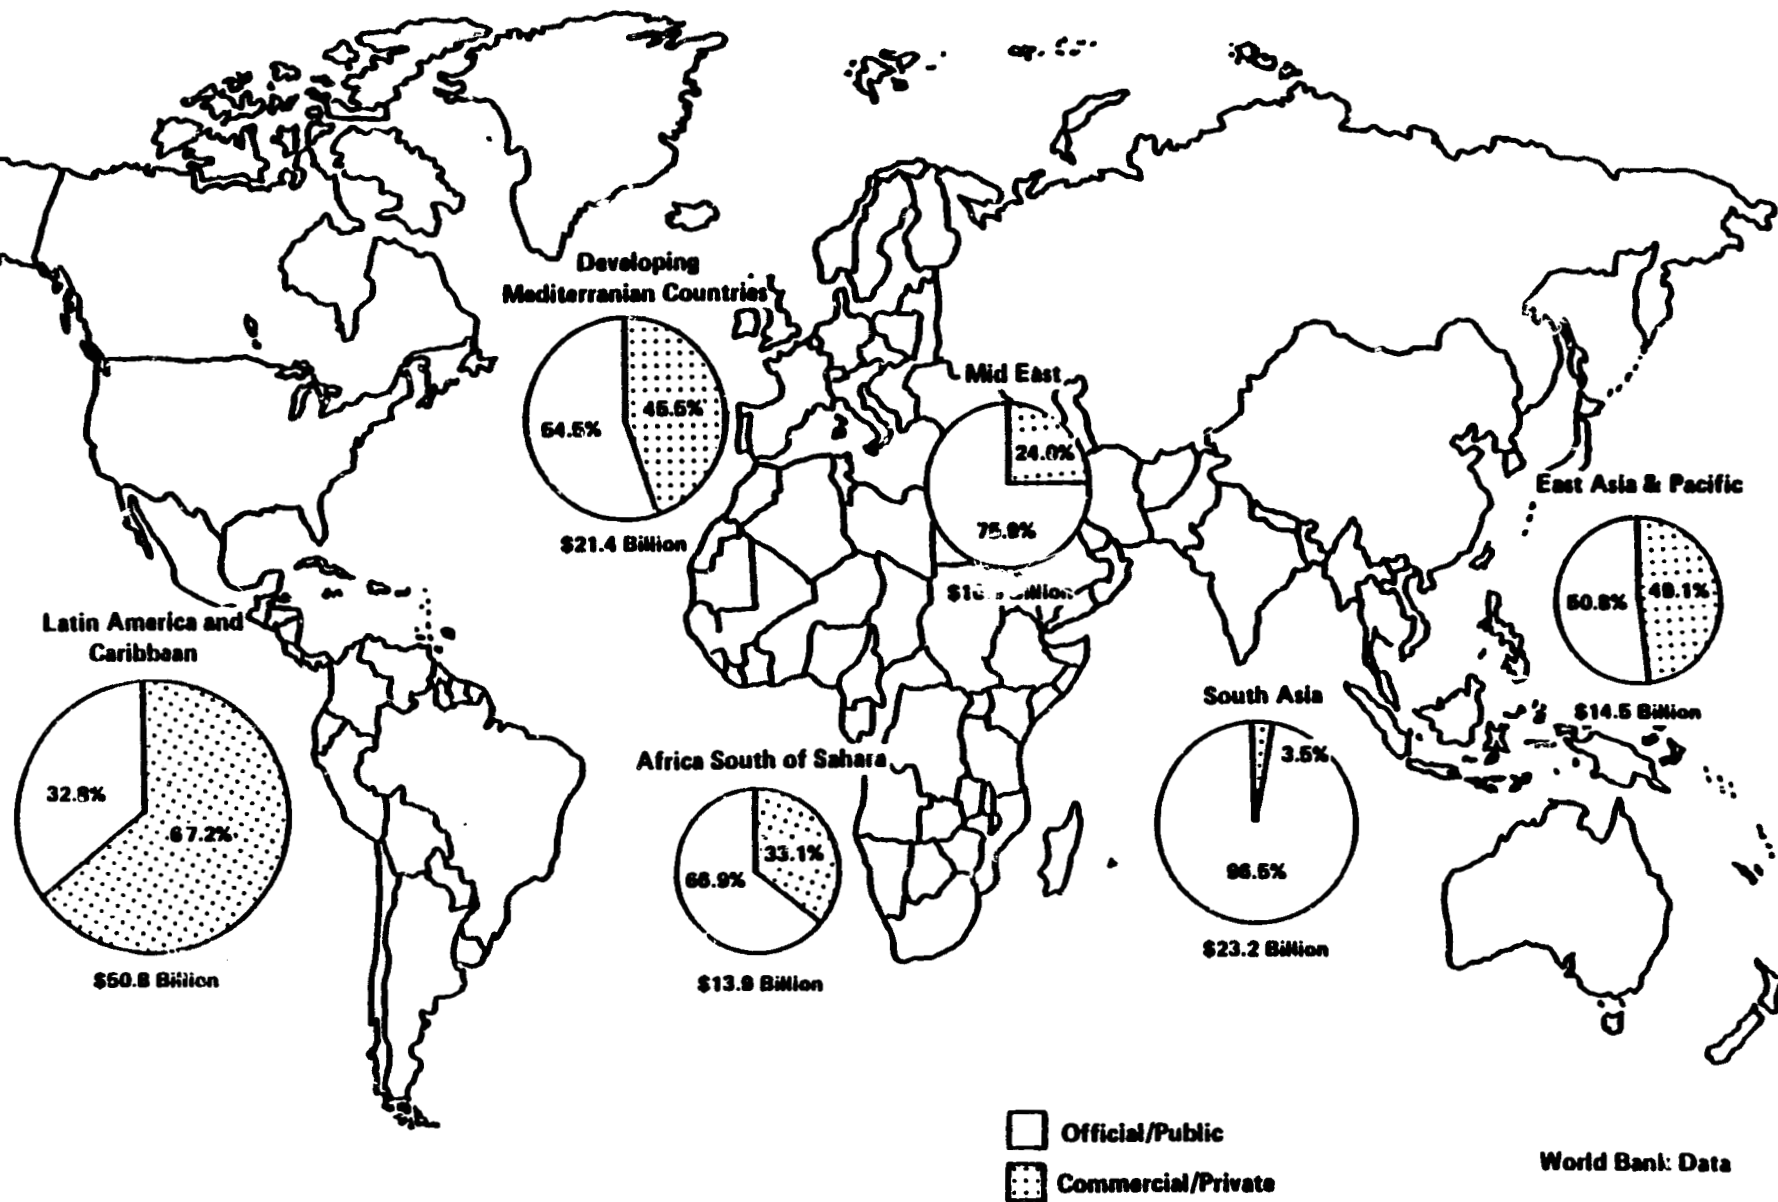 Developing
Mediterranian Countries
54.5%
45.5%
$21.4 Billion
Mid East
24.0%
75.9%
Billion
East Asia & Pacific
50.8%
49.1%
$14.5 Billion
Latin America and
Caribbean
32.8%
67.2%
$50.8 Billion
Africa South of Sahara
33.1%
66.9%
$13.9 Billion
South Asia
3.5%
96.5%
$23.2 Billion
Official/Public
Commercial/Private
World Bank Data